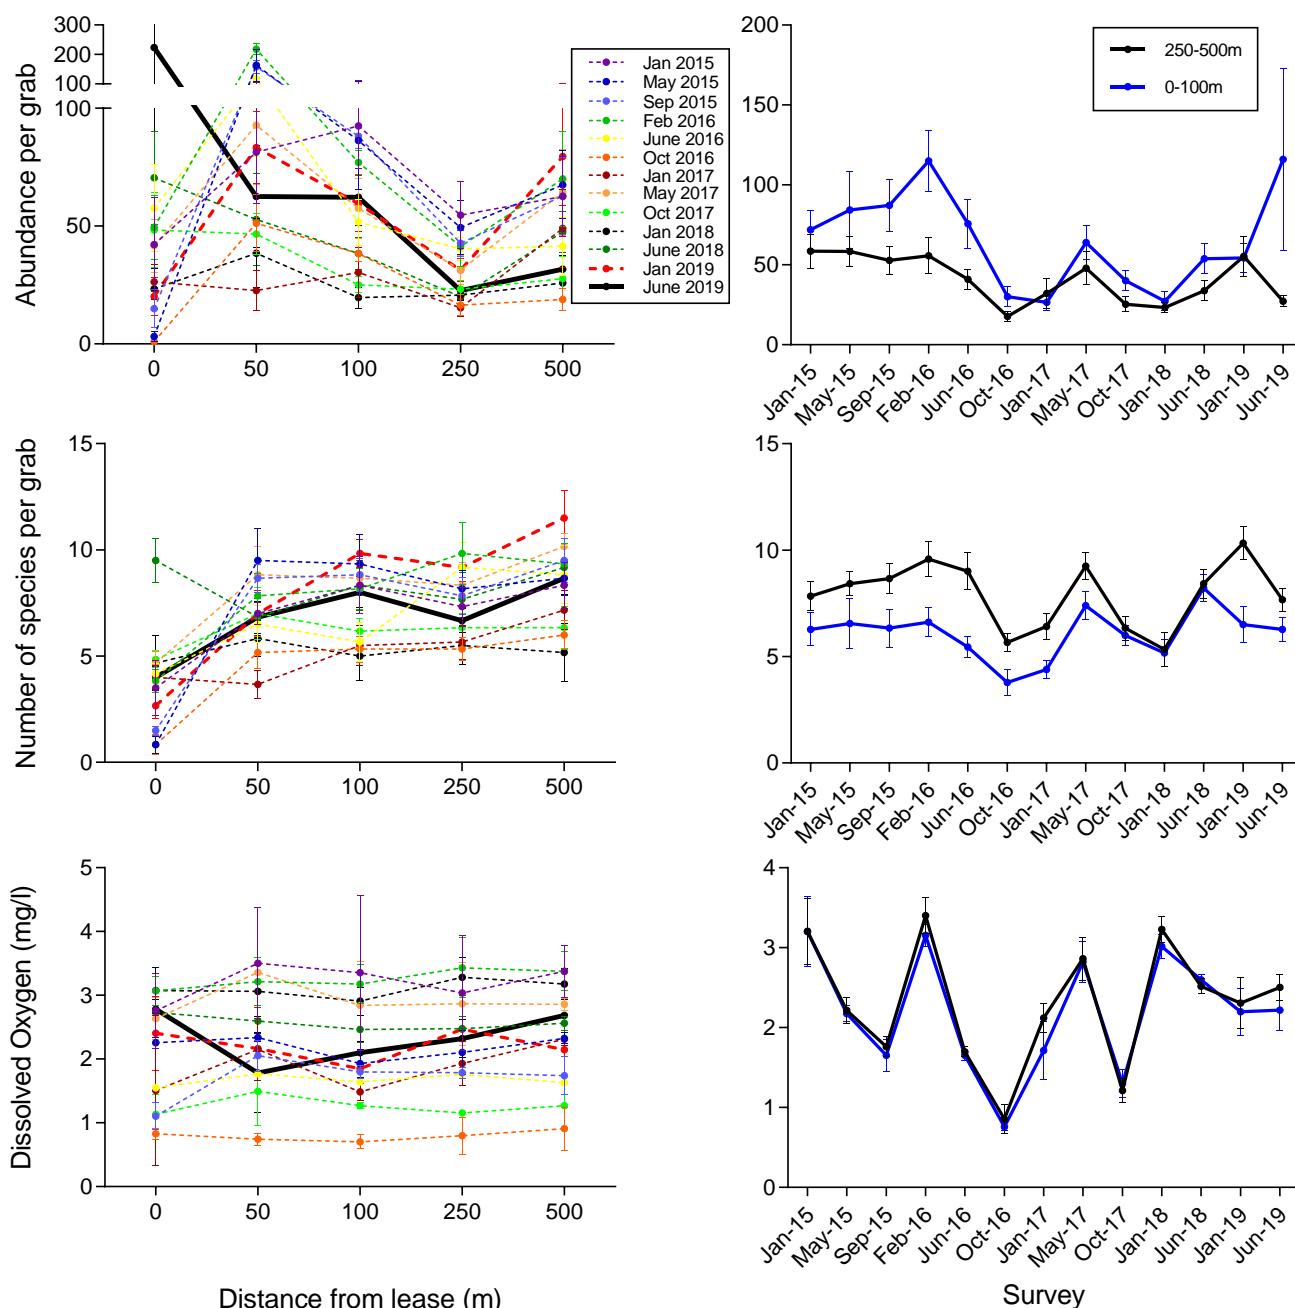 Abundance per grab
300
200
100
100
50
0
0 50 100 250 500
Jan 2015
May 2015
Sep 2015
Feb 2016
June 2016
Oct 2016
Jan 2017
May 2017
Oct 2017
Jan 2018
June 2018
Jan 2019
June 2019
200
150
100
50
0
250-500m
0-100m
Jan-15 May-15 Sep-15 Feb-16 Jun-16 Oct-16 Jan-17 May-17 Oct-17 Jan-18 Jun-18 Jan-19 Jun-19
Number of species per grab
15
10
5
0
0 50 100 250 500
15
10
5
0
Jan-15 May-15 Sep-15 Feb-16 Jun-16 Oct-16 Jan-17 May-17 Oct-17 Jan-18 Jun-18 Jan-19 Jun-19
Dissolved Oxygen (mg/l)
5
4
3
2
1
0
0 50 100 250 500
Distance from lease (m)
4
3
2
1
0
Jan-15 May-15 Sep-15 Feb-16 Jun-16 Oct-16 Jan-17 May-17 Oct-17 Jan-18 Jun-18 Jan-19 Jun-19
Survey